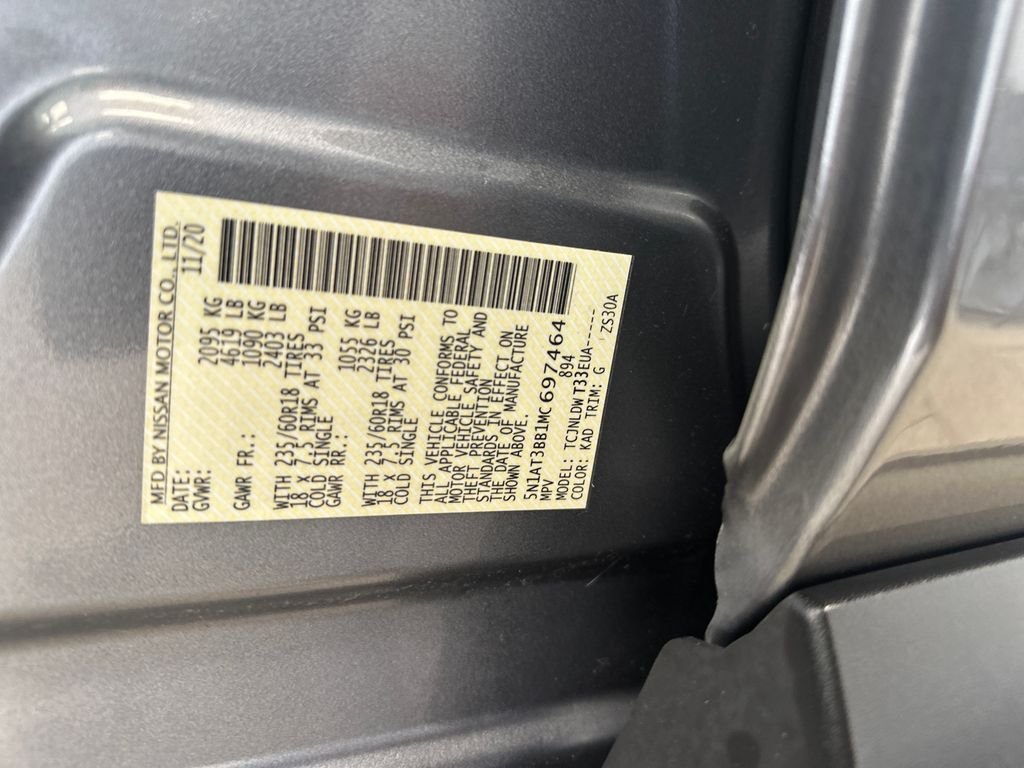 MFD BY NISSAN MOTOR CO., LTD.
DATE: 11/20
GVWR: 2095 KG
4619 LB
GAWR FR.: 1090 KG
2403 LB
WITH 235/60R18 TIRES
18 X 7.5 RIMS AT 33 PSI
COLD SINGLE
GAWR RR.: 1055 KG
2326 LB
WITH 235/60R18 TIRES
18 X 7.5 RIMS AT 30 PSI
COLD SINGLE
THIS VEHICLE CONFORMS TO
ALL APPLICABLE FEDERAL
MOTOR VEHICLE SAFETY AND
THEFT PREVENTION
STANDARDS IN EFFECT ON
THE DATE OF MANUFACTURE
SHOWN ABOVE.
5N1AT3BB1MC697464
MPV 894
MODEL: TCJNLDW T33EUA-----
COLOR: KAD TRIM: G ZS30A